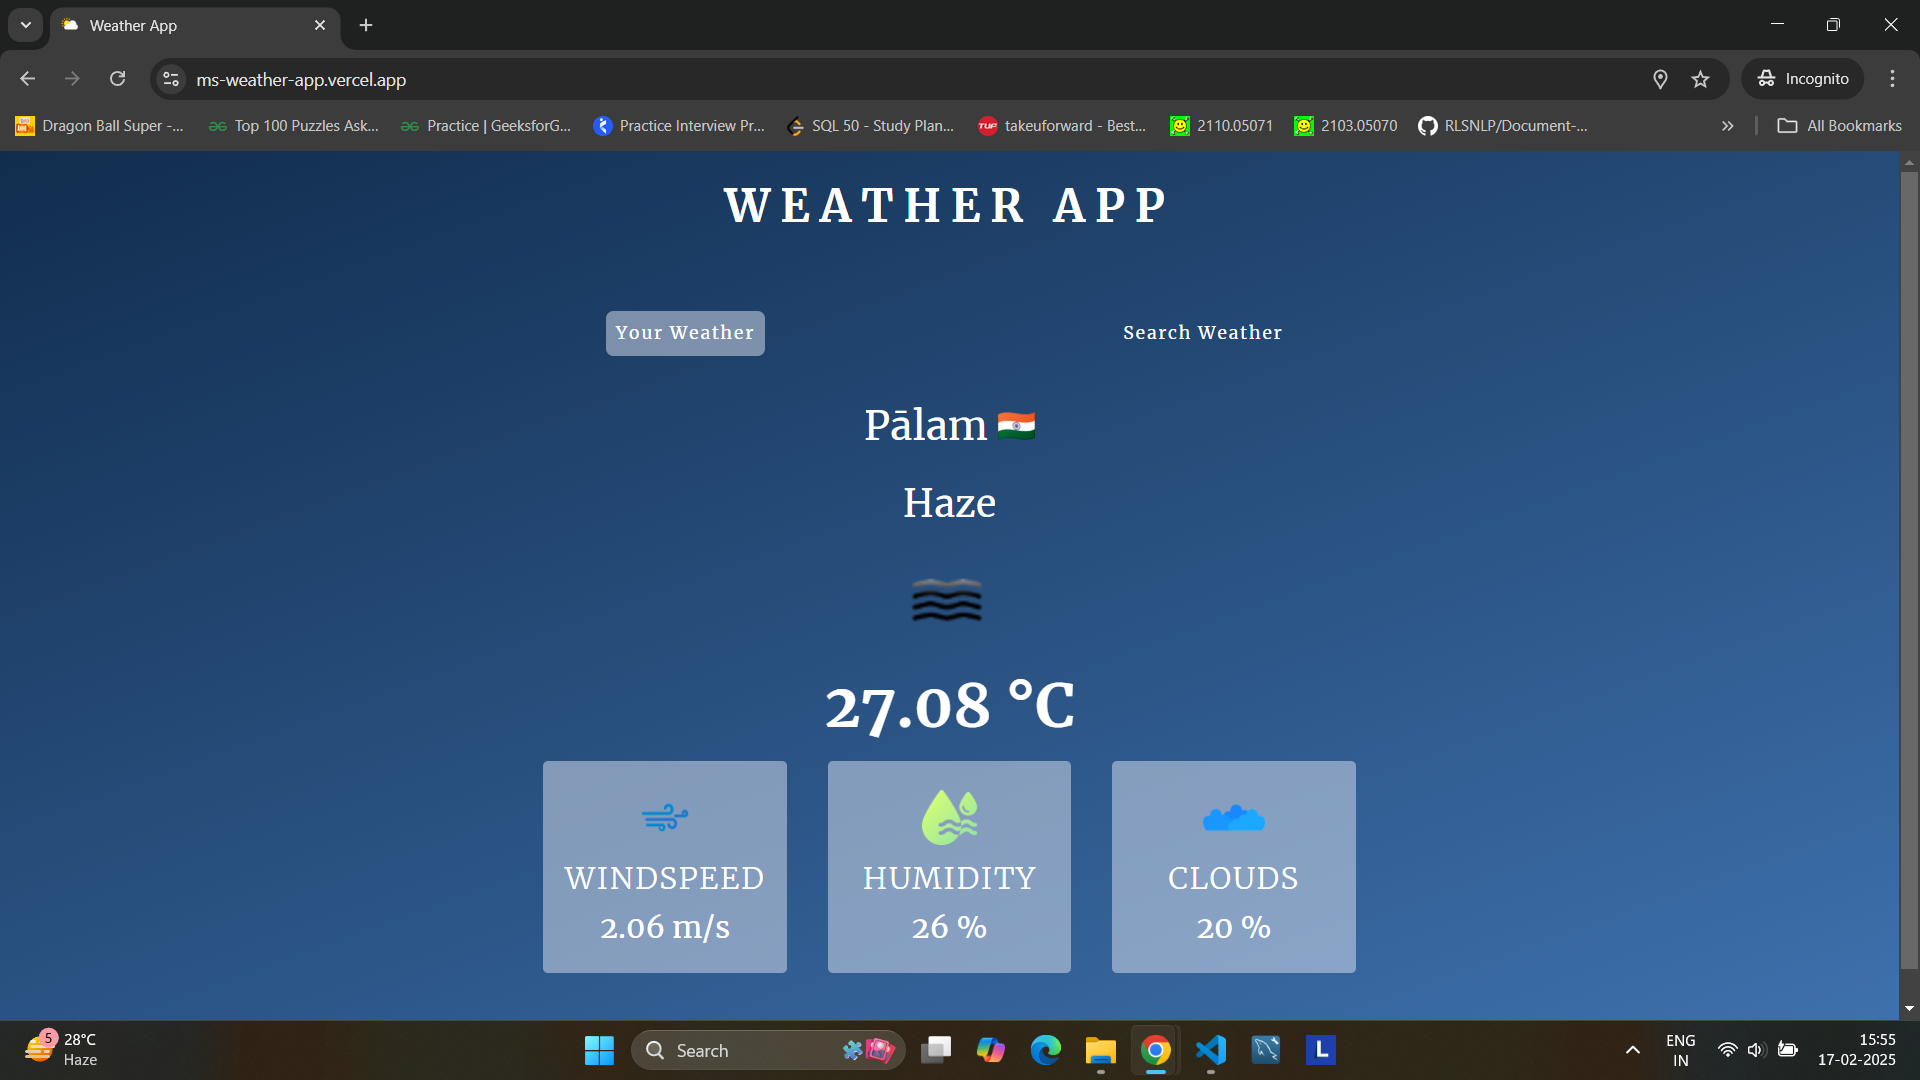 Weather App
ms-weather-app.vercel.app
Incognito
Dragon Ball Super -...
Top 100 Puzzles Ask...
Practice | GeeksforG...
Practice Interview Pr...
SQL 50 - Study Plan...
TUF
takeuforward - Best...
2110.05071
2103.05070
RLSNLP/Document-...
All Bookmarks
WEATHER APP
Your Weather
Search Weather
Pālam
Haze
27.08 °C
WINDSPEED
2.06 m/s
HUMIDITY
26 %
CLOUDS
20 %
5
28°C
Haze
Search
L
ENG
IN
15:55
17-02-2025